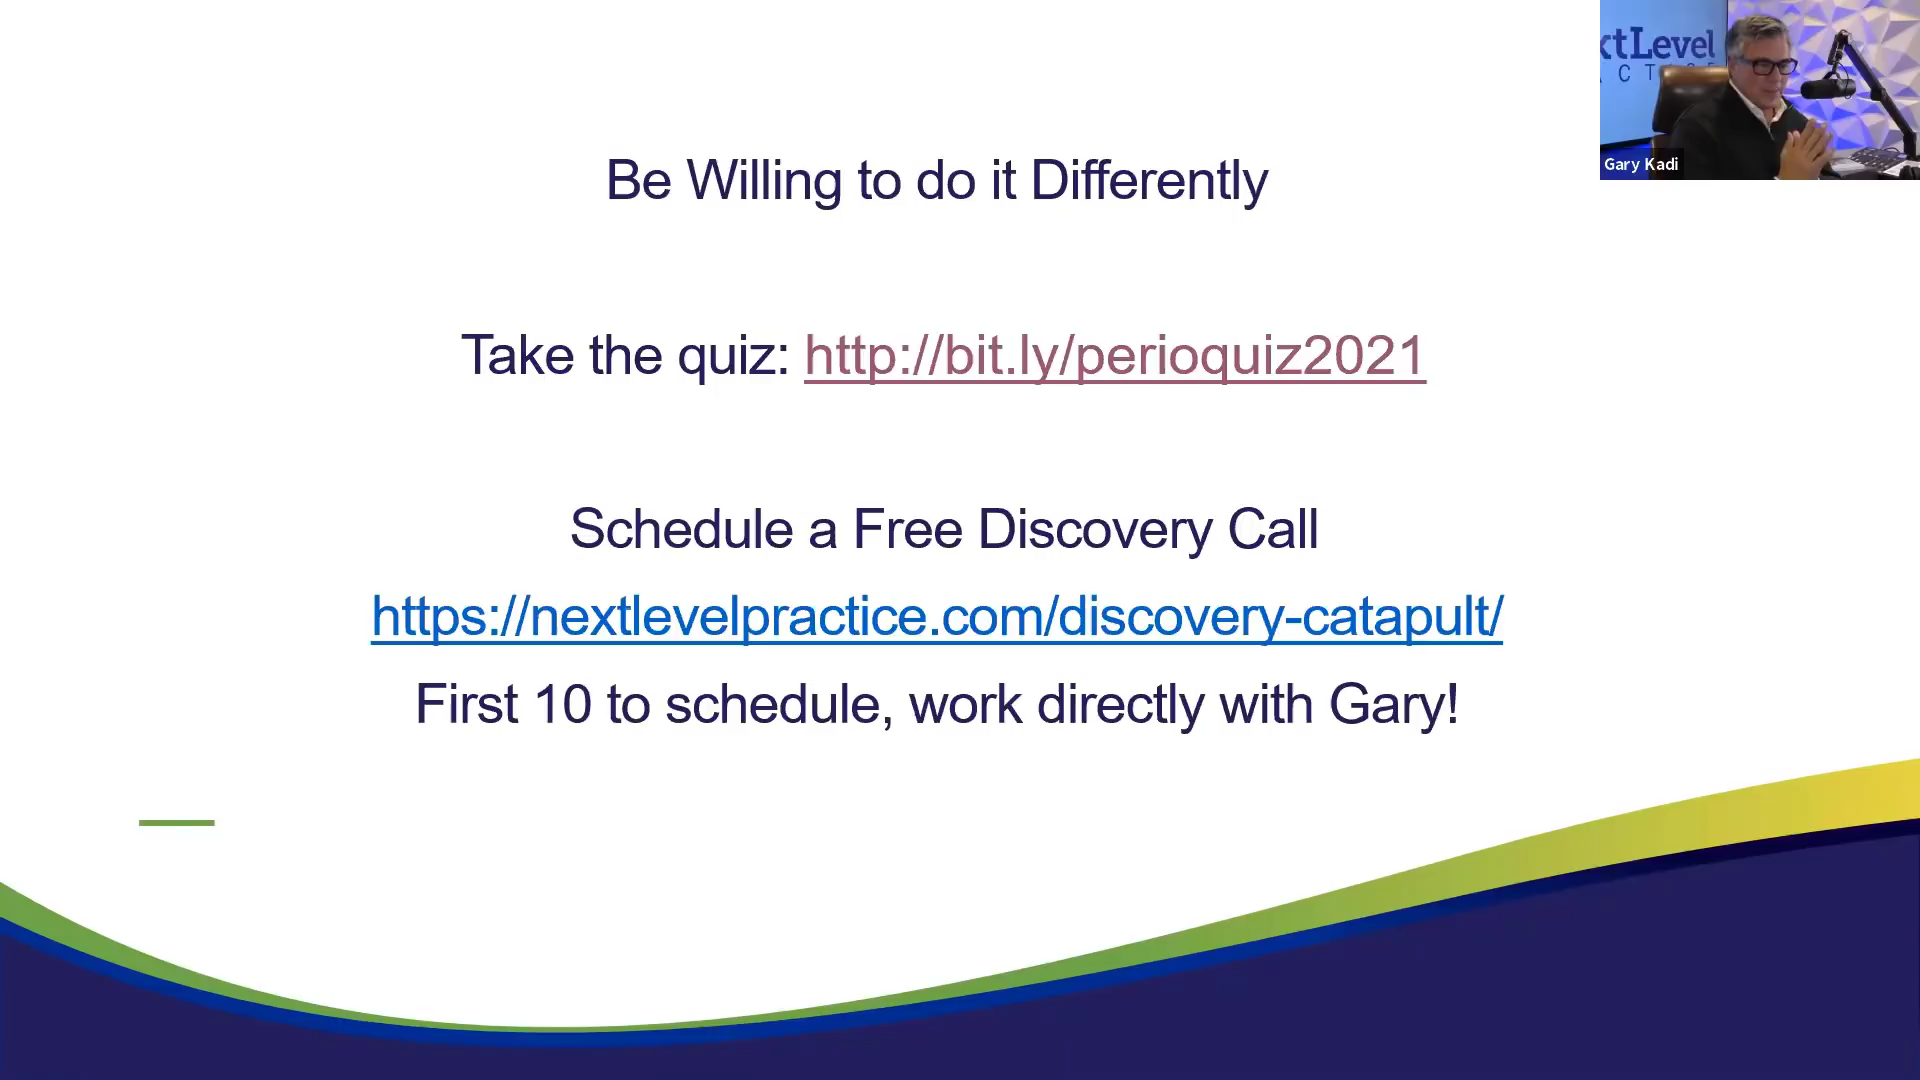 Be Willing to do it Differently
Take the quiz: http://bit.ly/perioquiz2021
Schedule a Free Discovery Call
https://nextlevelpractice.com/discovery-catapult/
First 10 to schedule, work directly with Gary!
xtLevel
Gary Kadi